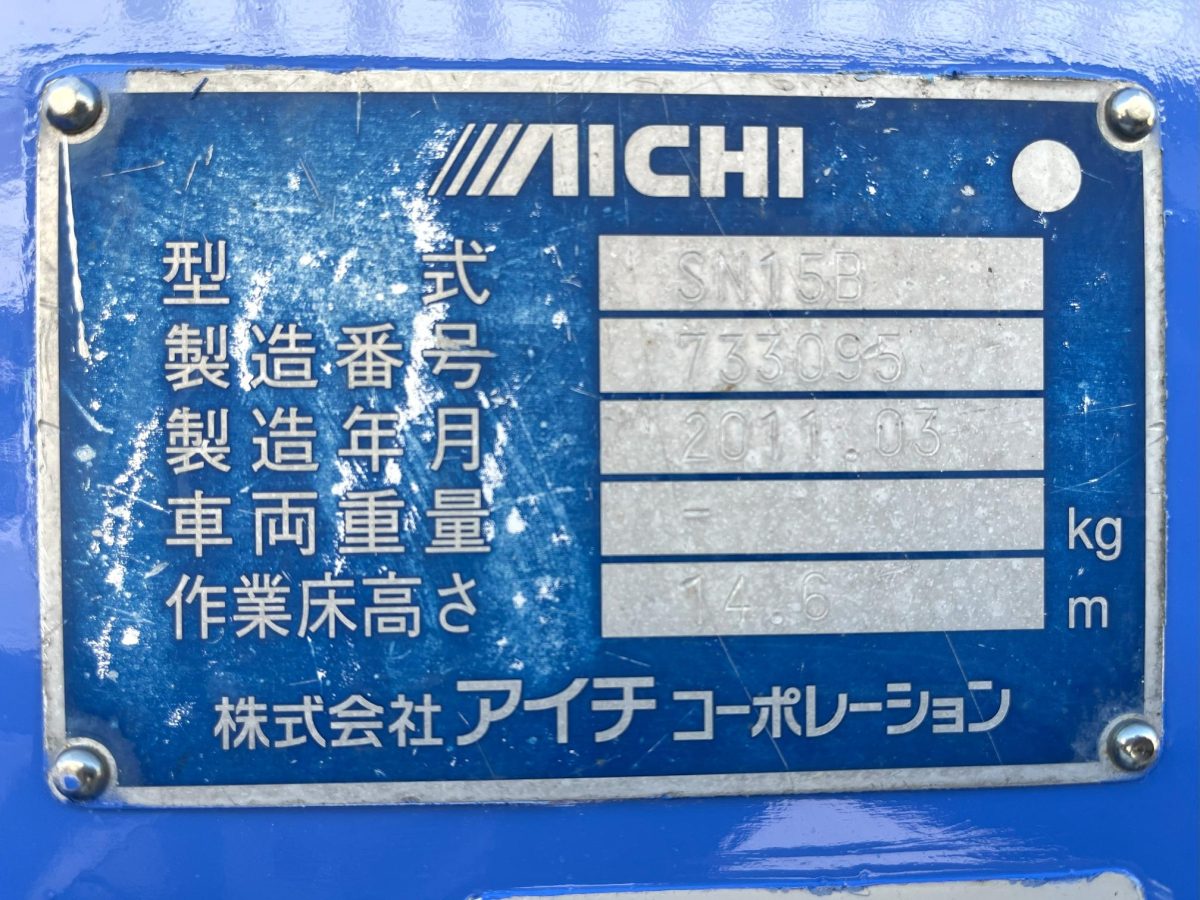 AICHI
型式 SN15B
製造番号 733095
製造年月 2011.03
車両重量 - kg
作業床高さ 14.6 m
株式会社アイチコーポレーション